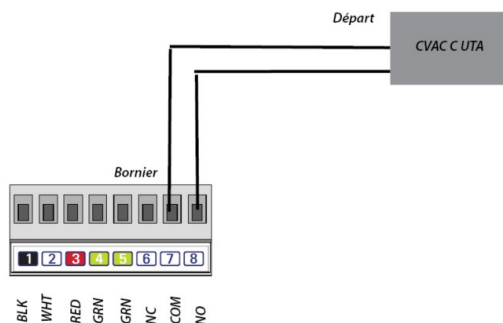 Départ
CVAC C UTA
Bornier
1 2 3 4 5 6 7 8
BLK WHT RED GRN GRN NC COM NO